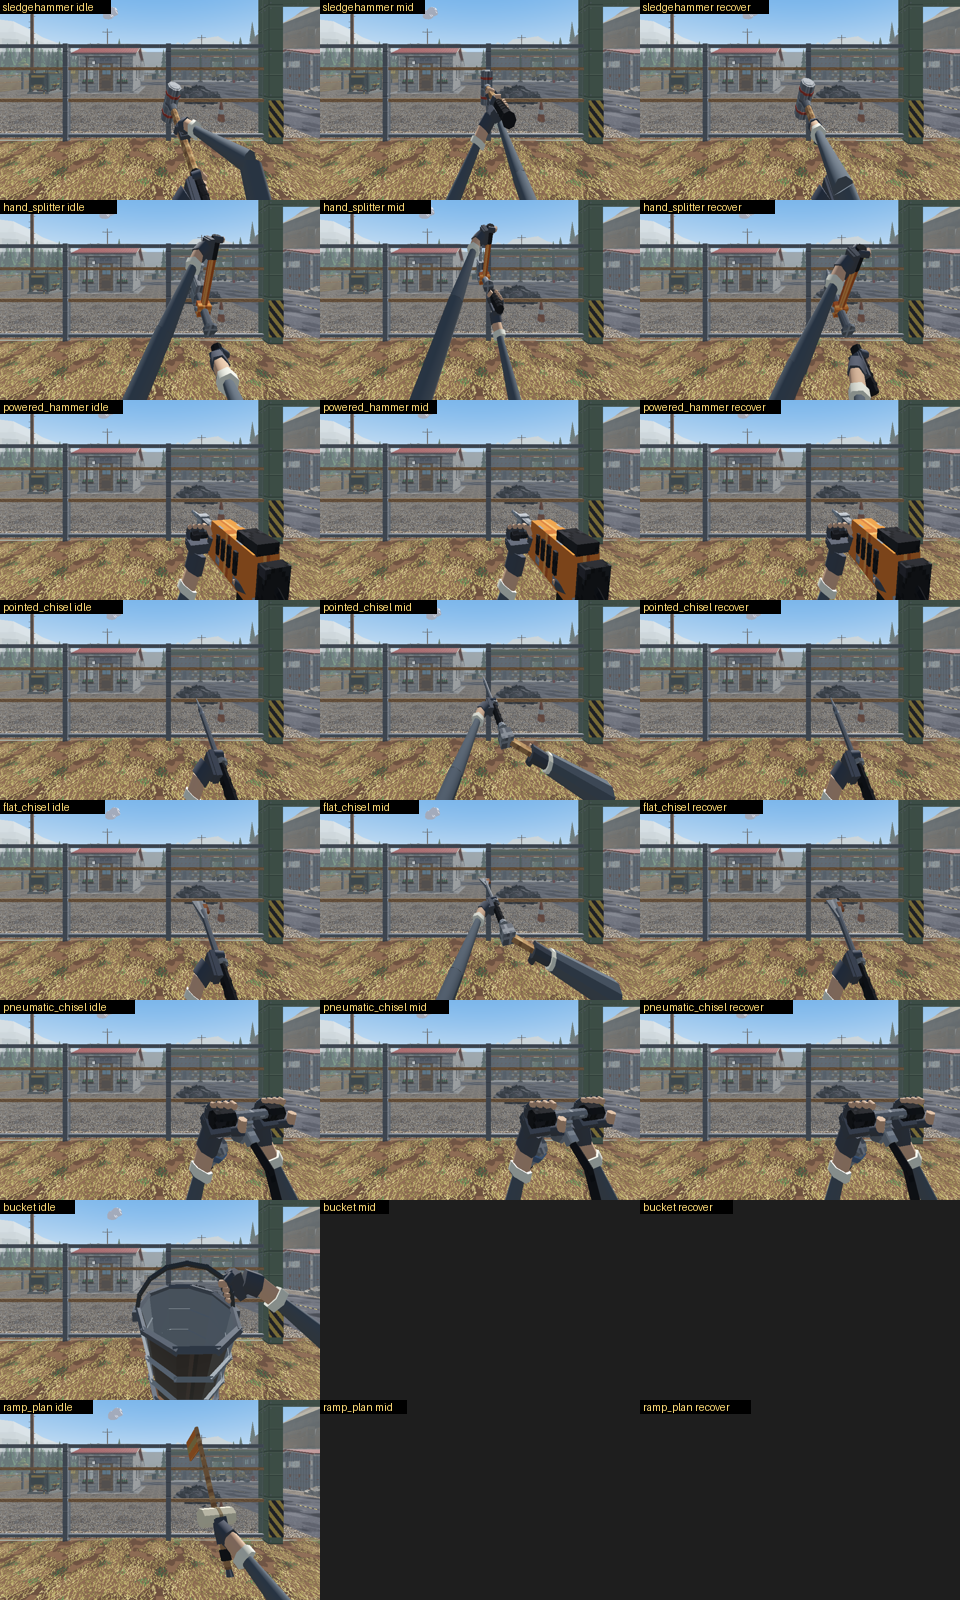 sledgehammer idle
sledgehammer mid
sledgehammer recover
hand_splitter idle
hand_splitter mid
hand_splitter recover
powered_hammer idle
powered_hammer mid
powered_hammer recover
pointed_chisel idle
pointed_chisel mid
pointed_chisel recover
flat_chisel idle
flat_chisel mid
flat_chisel recover
pneumatic_chisel idle
pneumatic_chisel mid
pneumatic_chisel recover
bucket idle
bucket mid
bucket recover
ramp_plan idle
ramp_plan mid
ramp_plan recover